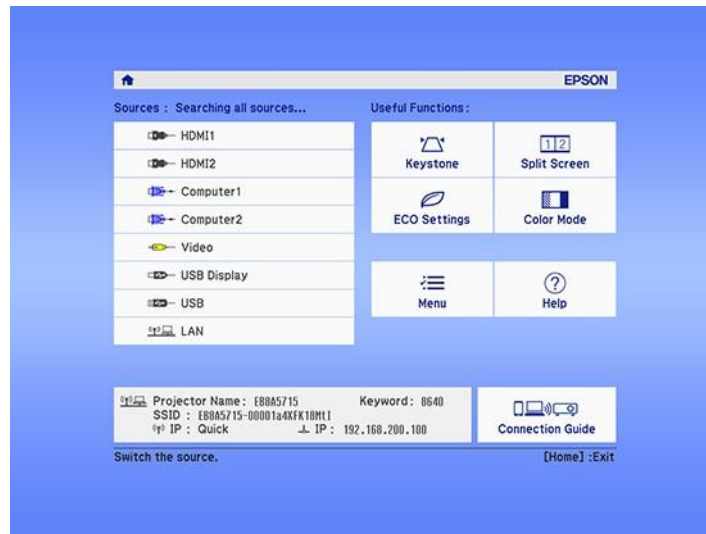 EPSON
Sources : Searching all sources...
HDMI1
HDMI2
Computer1
Computer2
Video
USB Display
USB
LAN
Useful Functions :
Keystone
1 2
Split Screen
ECO Settings
Color Mode
Menu
?
Help
Projector Name : EB8A5715 Keyword : 8640
SSID : EB8A5715-00001a4XFK18MtI
IP : Quick IP : 192.168.200.100
Connection Guide
Switch the source. [Home] :Exit